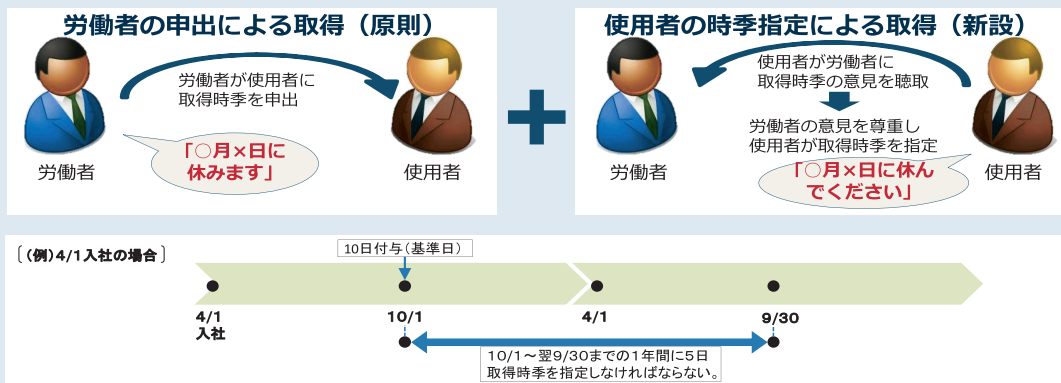 労働者の申出による取得（原則）
労働者が使用者に
取得時季を申出
「○月×日に
休みます」
労働者
使用者
使用者の時季指定による取得（新設）
使用者が労働者に
取得時季の意見を聴取
労働者の意見を尊重し
使用者が取得時季を指定
「○月×日に休ん
でください」
労働者
使用者
〔（例）4/1入社の場合〕
10日付与（基準日）
4/1
入社
10/1
4/1
9/30
10/1～翌9/30までの１年間に５日
取得時季を指定しなければならない。